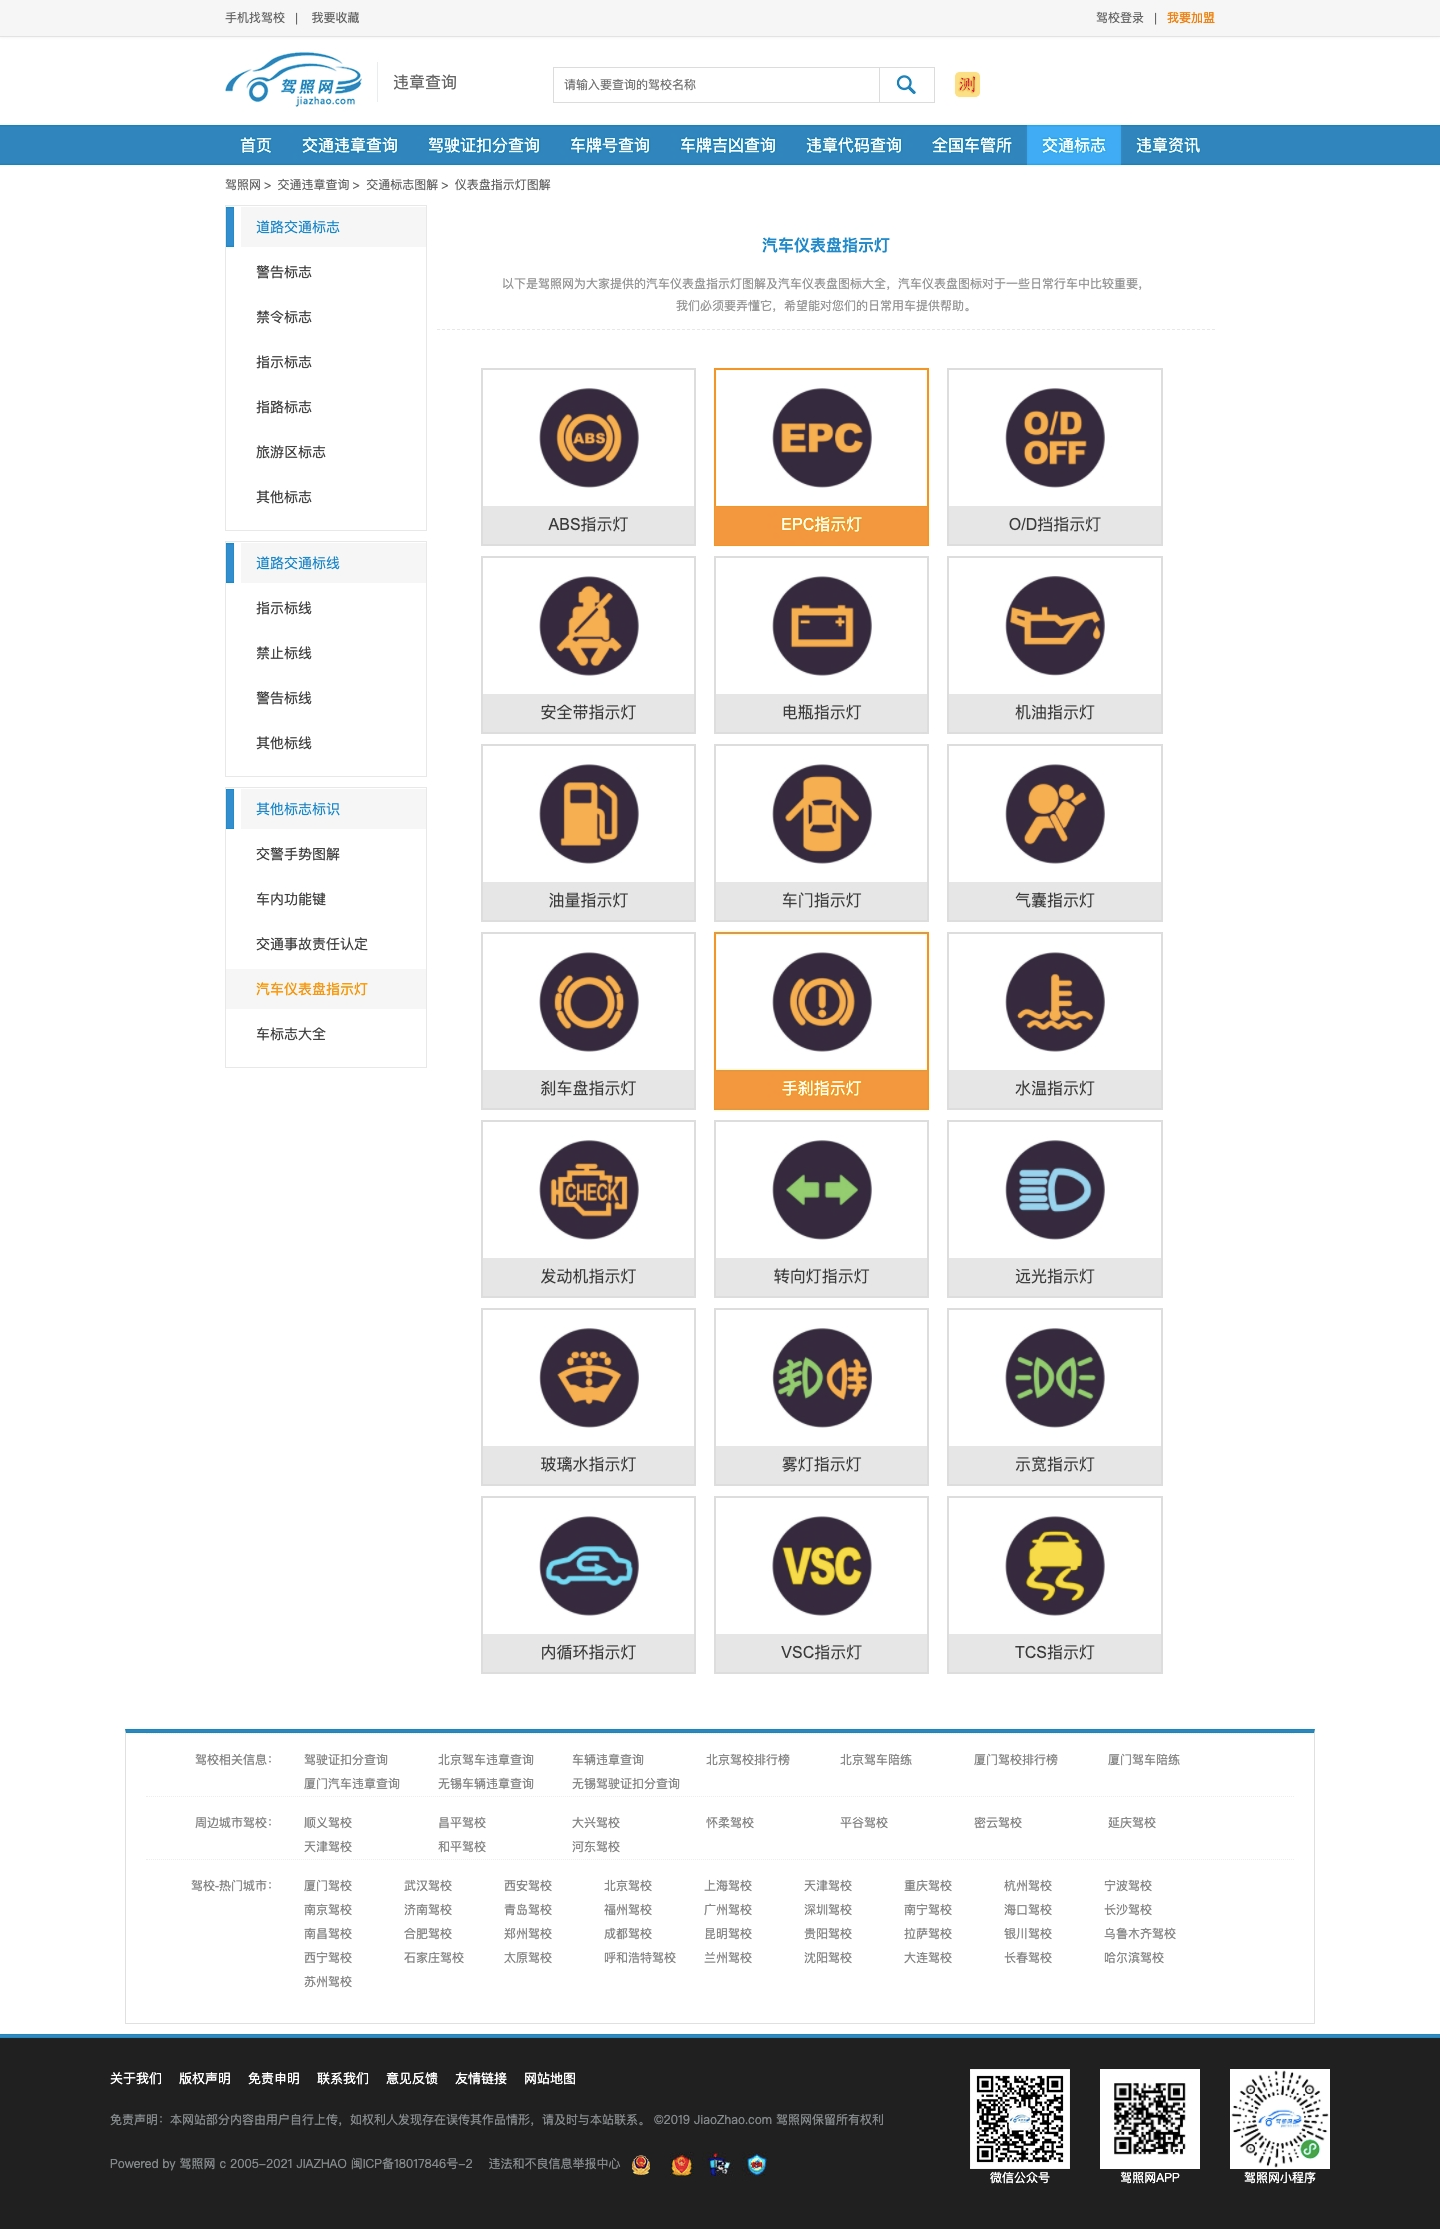 手机找驾校 | 我要收藏 驾校登录 | 我要加盟
驾照网
jiazhao.com
违章查询
请输入要查询的驾校名称
测
首页 交通违章查询 驾驶证扣分查询 车牌号查询 车牌吉凶查询 违章代码查询 全国车管所 交通标志 违章资讯
驾照网 > 交通违章查询 > 交通标志图解 > 仪表盘指示灯图解
道路交通标志
警告标志
禁令标志
指示标志
指路标志
旅游区标志
其他标志
道路交通标线
指示标线
禁止标线
警告标线
其他标线
其他标志标识
交警手势图解
车内功能键
交通事故责任认定
汽车仪表盘指示灯
车标志大全
汽车仪表盘指示灯
以下是驾照网为大家提供的汽车仪表盘指示灯图解及汽车仪表盘图标大全，汽车仪表盘图标对于一些日常行车中比较重要，
我们必须要弄懂它，希望能对您们的日常用车提供帮助。
ABS EPC O/D
OFF
ABS指示灯 EPC指示灯 O/D挡指示灯
安全带指示灯 电瓶指示灯 机油指示灯
油量指示灯 车门指示灯 气囊指示灯
刹车盘指示灯 手刹指示灯 水温指示灯
CHECK
发动机指示灯 转向灯指示灯 远光指示灯
玻璃水指示灯 雾灯指示灯 示宽指示灯
VSC
内循环指示灯 VSC指示灯 TCS指示灯
驾校相关信息： 驾驶证扣分查询 北京驾车违章查询 车辆违章查询 北京驾校排行榜 北京驾车陪练 厦门驾校排行榜 厦门驾车陪练
厦门汽车违章查询 无锡车辆违章查询 无锡驾驶证扣分查询
周边城市驾校： 顺义驾校 昌平驾校 大兴驾校 怀柔驾校 平谷驾校 密云驾校 延庆驾校
天津驾校 和平驾校 河东驾校
驾校-热门城市： 厦门驾校 武汉驾校 西安驾校 北京驾校 上海驾校 天津驾校 重庆驾校 杭州驾校 宁波驾校
南京驾校 济南驾校 青岛驾校 福州驾校 广州驾校 深圳驾校 南宁驾校 海口驾校 长沙驾校
南昌驾校 合肥驾校 郑州驾校 成都驾校 昆明驾校 贵阳驾校 拉萨驾校 银川驾校 乌鲁木齐驾校
西宁驾校 石家庄驾校 太原驾校 呼和浩特驾校 兰州驾校 沈阳驾校 大连驾校 长春驾校 哈尔滨驾校
苏州驾校
关于我们 版权声明 免责申明 联系我们 意见反馈 友情链接 网站地图
免责声明：本网站部分内容由用户自行上传，如权利人发现存在误传其作品情形，请及时与本站联系。 ©2019 JiaoZhao.com 驾照网保留所有权利
Powered by 驾照网 c 2005-2021 JIAZHAO 闽ICP备18017846号-2 违法和不良信息举报中心
微信公众号 驾照网APP 驾照网小程序